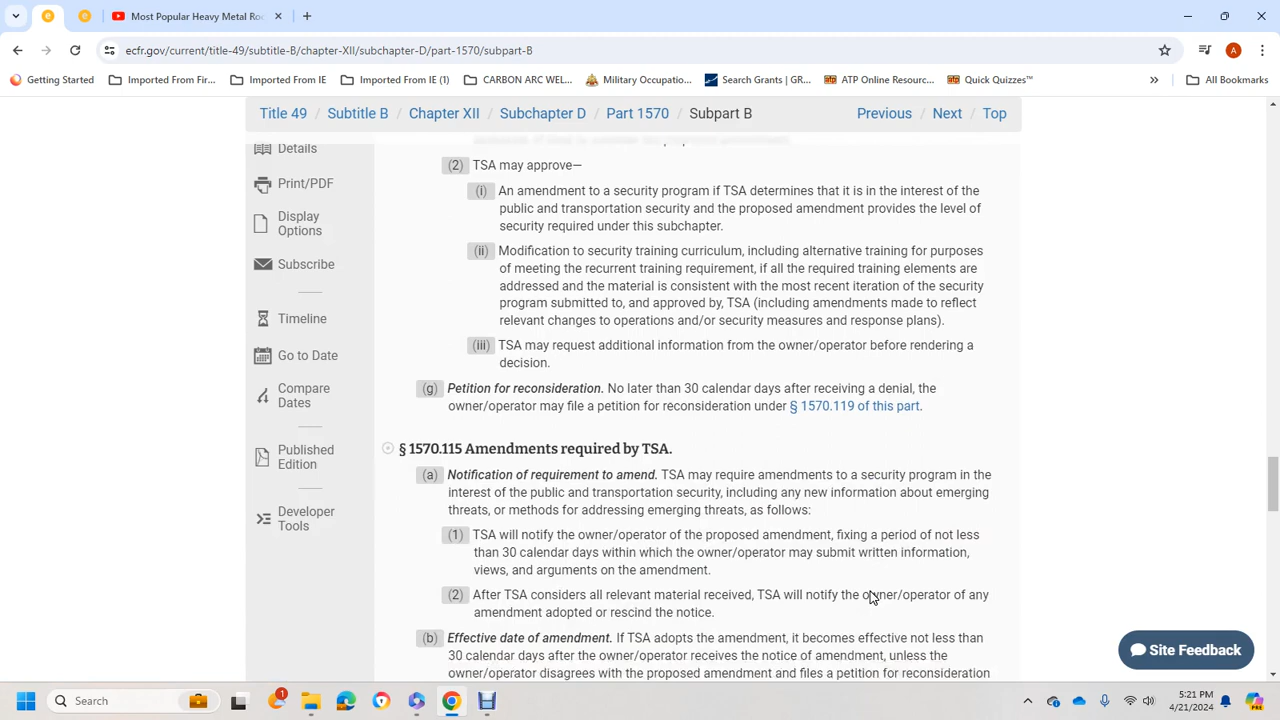 Most Popular Heavy Metal Ro
ecfr.gov/current/title-49/subtitle-B/chapter-XII/subchapter-D/part-1570/subpart-B
A
Getting Started
Imported From Fir...
Imported From IE
Imported From IE (1)
CARBON ARC WEL...
Military Occupatio...
Search Grants | GR...
ATP Online Resourc...
Quick Quizzes™
All Bookmarks
Title 49 / Subtitle B / Chapter XII / Subchapter D / Part 1570 / Subpart B
Previous / Next / Top
Details
Print/PDF
Display
Options
Subscribe
Timeline
Go to Date
Compare
Dates
Published
Edition
Developer
Tools
(2) TSA may approve—
(i) An amendment to a security program if TSA determines that it is in the interest of the
public and transportation security and the proposed amendment provides the level of
security required under this subchapter.
(ii) Modification to security training curriculum, including alternative training for purposes
of meeting the recurrent training requirement, if all the required training elements are
addressed and the material is consistent with the most recent iteration of the security
program submitted to, and approved by, TSA (including amendments made to reflect
relevant changes to operations and/or security measures and response plans).
(iii) TSA may request additional information from the owner/operator before rendering a
decision.
(g) Petition for reconsideration. No later than 30 calendar days after receiving a denial, the
owner/operator may file a petition for reconsideration under § 1570.119 of this part.
§ 1570.115 Amendments required by TSA.
(a) Notification of requirement to amend. TSA may require amendments to a security program in the
interest of the public and transportation security, including any new information about emerging
threats, or methods for addressing emerging threats, as follows:
(1) TSA will notify the owner/operator of the proposed amendment, fixing a period of not less
than 30 calendar days within which the owner/operator may submit written information,
views, and arguments on the amendment.
(2) After TSA considers all relevant material received, TSA will notify the owner/operator of any
amendment adopted or rescind the notice.
(b) Effective date of amendment. If TSA adopts the amendment, it becomes effective not less than
30 calendar days after the owner/operator receives the notice of amendment, unless the
owner/operator disagrees with the proposed amendment and files a petition for reconsideration
Site Feedback
Search
1
5:21 PM
4/21/2024